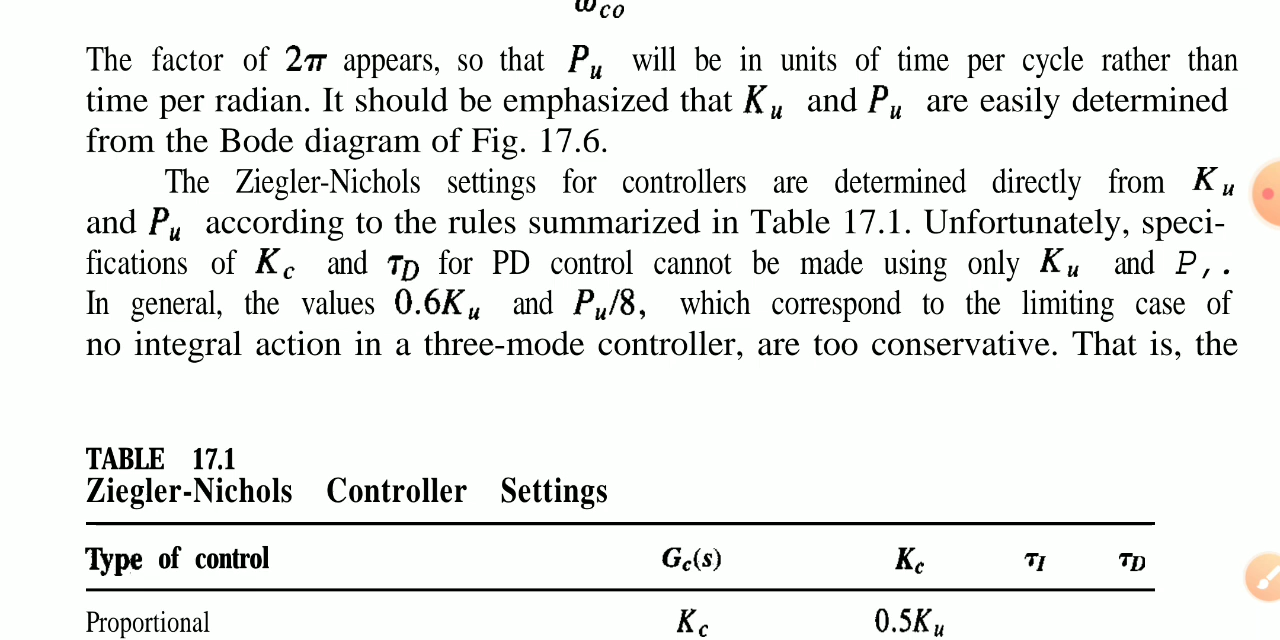 ω_co
The factor of 2π appears, so that P_u will be in units of time per cycle rather than
time per radian. It should be emphasized that K_u and P_u are easily determined
from the Bode diagram of Fig. 17.6.
The Ziegler-Nichols settings for controllers are determined directly from K_u
and P_u according to the rules summarized in Table 17.1. Unfortunately, speci-
fications of K_c and τ_D for PD control cannot be made using only K_u and P,.
In general, the values 0.6K_u and P_u/8, which correspond to the limiting case of
no integral action in a three-mode controller, are too conservative. That is, the
TABLE 17.1
Ziegler-Nichols Controller Settings
Type of control G_c(s) K_c τ_I τ_D
Proportional K_c 0.5K_u